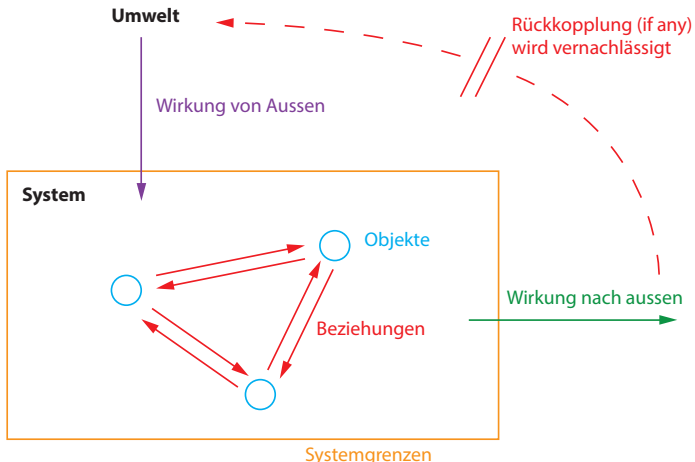 Umwelt
Rückkopplung (if any)
wird vernachlässigt
Wirkung von Aussen
System
Objekte
Wirkung nach aussen
Beziehungen
Systemgrenzen